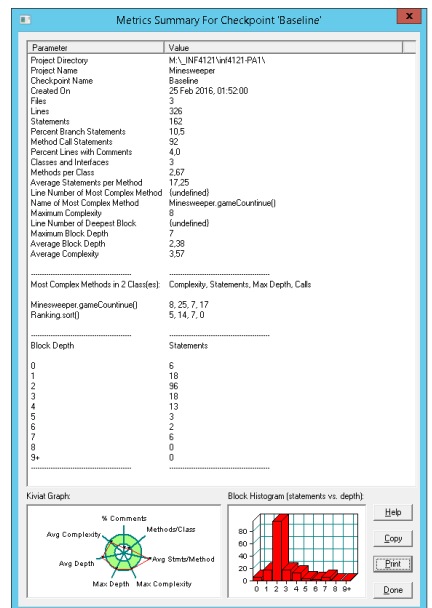 Metrics Summary For Checkpoint 'Baseline'
x
Parameter Value
Project Directory M:\_INF4121\inf4121-PA1\
Project Name Minesweeper
Checkpoint Name Baseline
Created On 25 Feb 2016, 01:52:00
Files 3
Lines 326
Statements 162
Percent Branch Statements 10,5
Method Call Statements 92
Percent Lines with Comments 4,0
Classes and Interfaces 3
Methods per Class 2,67
Average Statements per Method 17,25
Line Number of Most Complex Method {undefined}
Name of Most Complex Method Minesweeper.gameCountinue()
Maximum Complexity 8
Line Number of Deepest Block {undefined}
Maximum Block Depth 7
Average Block Depth 2,38
Average Complexity 3,57
Most Complex Methods in 2 Class(es): Complexity, Statements, Max Depth, Calls
Minesweeper.gameCountinue() 8, 25, 7, 17
Ranking.sort() 5, 14, 7, 0
Block Depth Statements
0 6
1 18
2 96
3 18
4 13
5 3
6 2
7 6
8 0
9+ 0
Kiviat Graph:
% Comments
Methods/Class
Avg Complexity
Avg Stmts/Method
Avg Depth
Max Depth Max Complexity
Block Histogram (statements vs. depth):
80
60
40
20
0
0 1 2 3 4 5 6 7 8 9+
Help
Copy
Print
Done